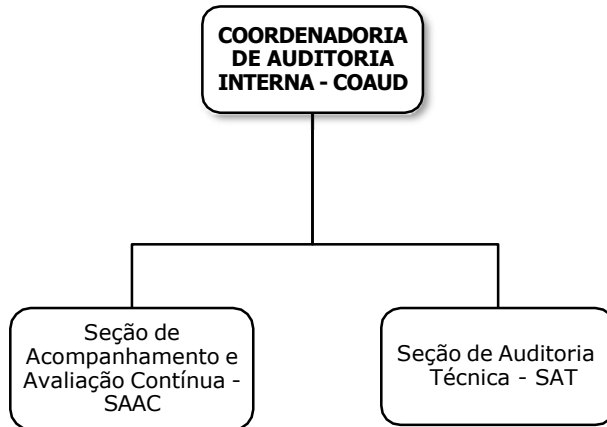 COORDENADORIA
DE AUDITORIA
INTERNA - COAUD
Seção de
Acompanhamento e
Avaliação Contínua -
SAAC
Seção de Auditoria
Técnica - SAT